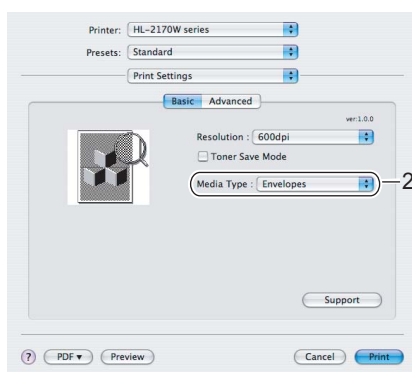 Printer: HL-2170W series
Presets: Standard
Print Settings
Basic Advanced
ver:1.0.0
Resolution : 600dpi
Toner Save Mode
Media Type : Envelopes 2
Support
? PDF ▾ Preview Cancel Print